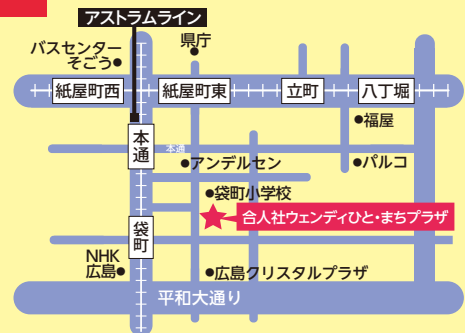 アストラムライン
バスセンター
そごう
県庁
紙屋町西
紙屋町東
立町
八丁堀
福屋
本通
本通
アンデルセン
パルコ
袋町小学校
合人社ウェンディひと・まちプラザ
袋町
NHK
広島
広島クリスタルプラザ
平和大通り